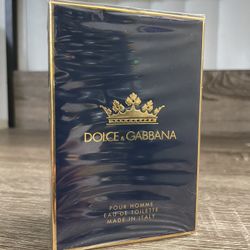 DOLCE & GABBANA
POUR HOMME
EAU DE TOILETTE
MADE IN ITALY